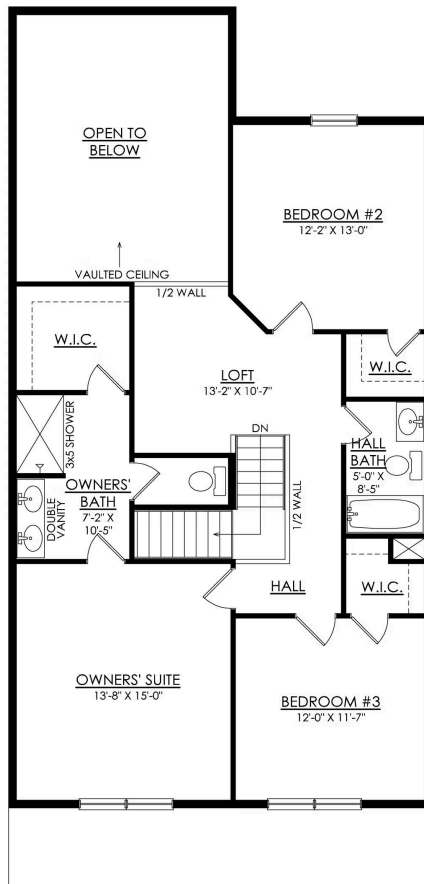 OPEN TO
BELOW
BEDROOM #2
12'-2" X 13'-0"
VAULTED CEILING
1/2 WALL
W.I.C.
W.I.C.
LOFT
13'-2" X 10'-7"
3x5 SHOWER
DN
HALL
BATH
5'-0" X
8'-5"
OWNERS'
BATH
7'-2" X
10'-5"
DOUBLE
VANITY
1/2 WALL
HALL
W.I.C.
OWNERS' SUITE
13'-8" X 15'-0"
BEDROOM #3
12'-0" X 11'-7"